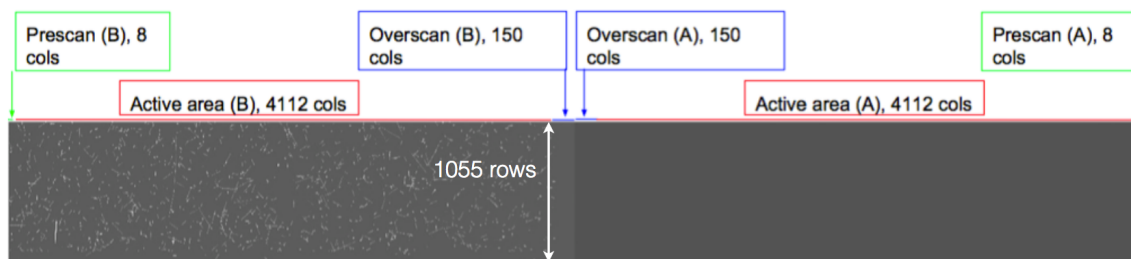 Prescan (B), 8
cols
Overscan (B), 150
cols
Overscan (A), 150
cols
Prescan (A), 8
cols
Active area (B), 4112 cols
Active area (A), 4112 cols
1055 rows